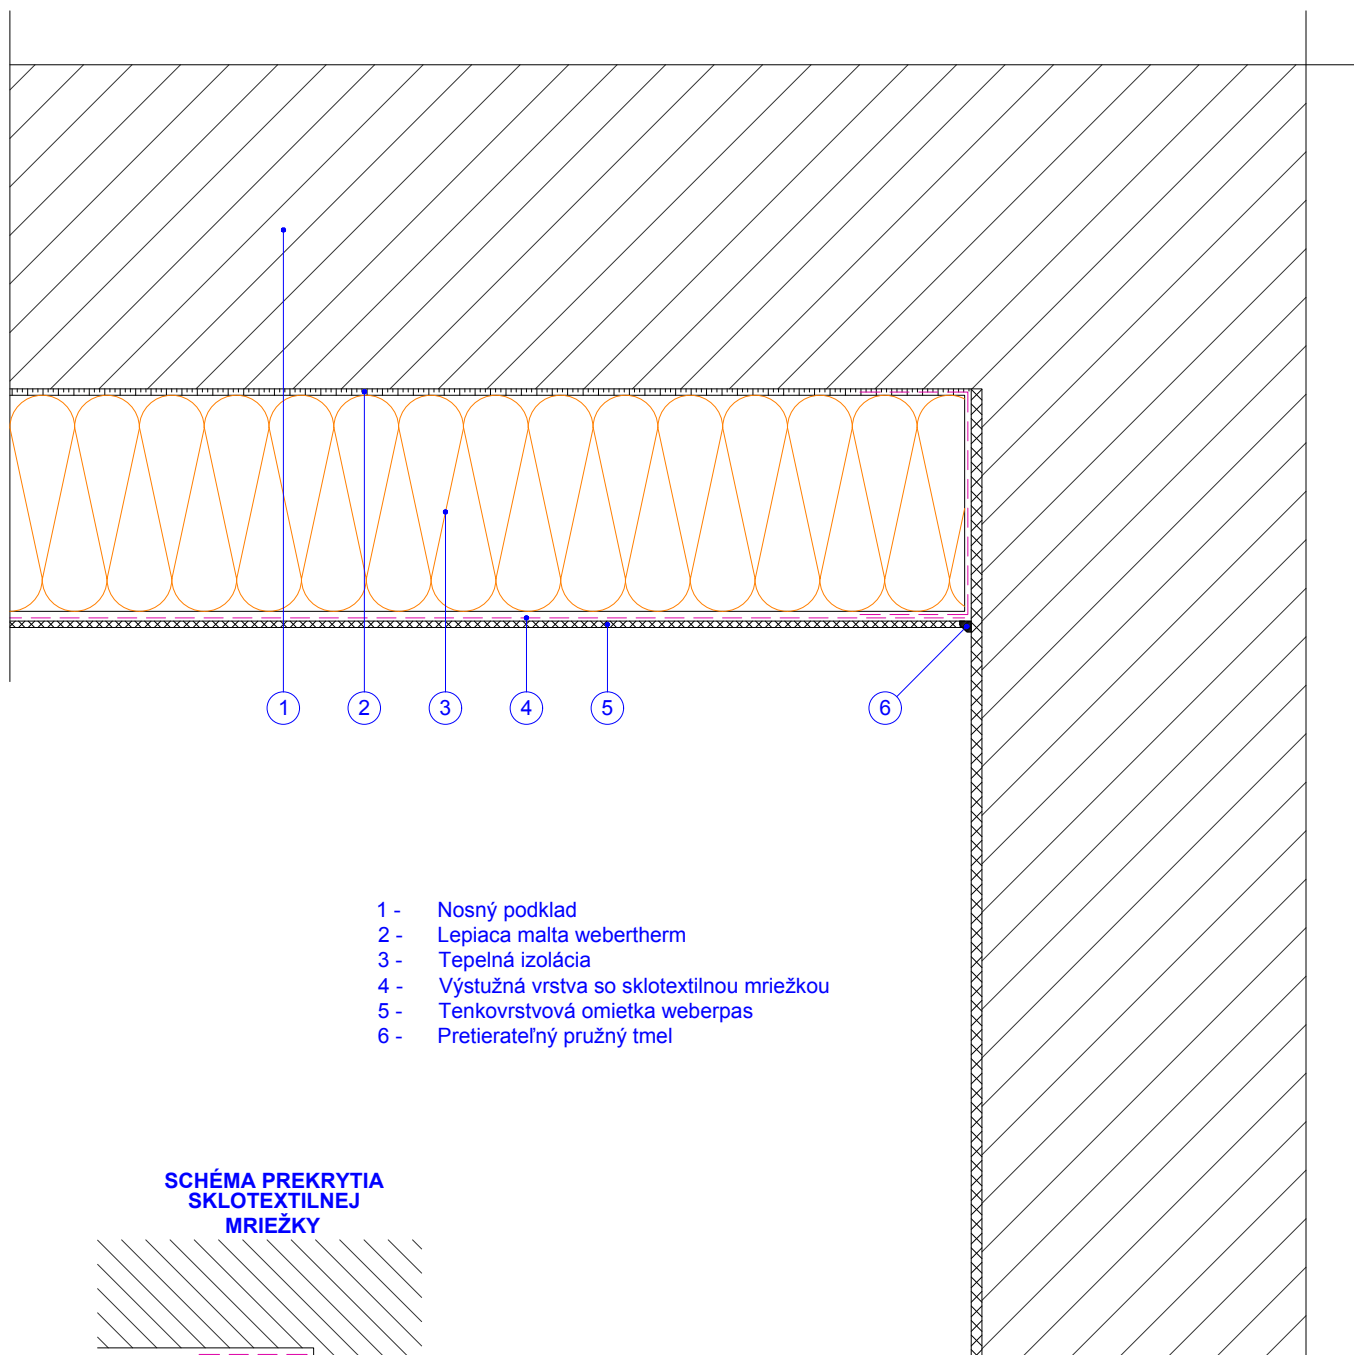 1 2 3 4 5 6
1 - Nosný podklad
2 - Lepiaca malta webertherm
3 - Tepelná izolácia
4 - Výstužná vrstva so sklotextilnou mriežkou
5 - Tenkovrstvová omietka weberpas
6 - Pretierateľný pružný tmel
SCHÉMA PREKRYTIA
SKLOTEXTILNEJ
MRIEŽKY